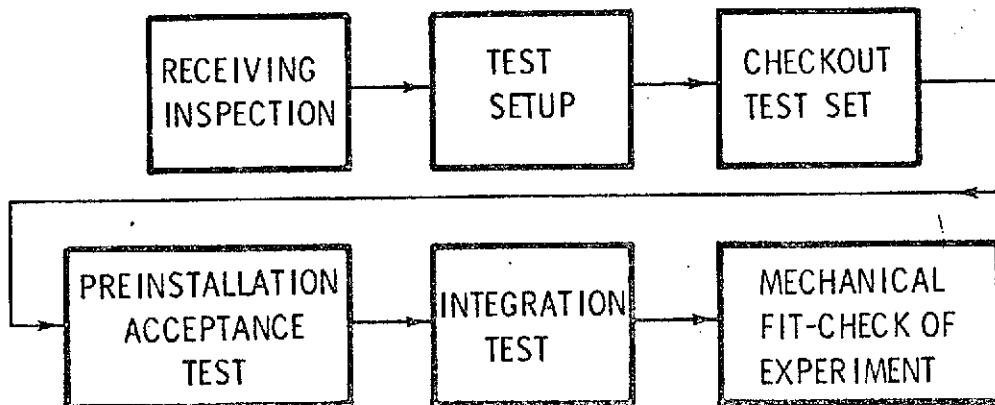 RECEIVING
INSPECTION
TEST
SETUP
CHECKOUT
TEST SET
PREINSTALLATION
ACCEPTANCE
TEST
INTEGRATION
TEST
MECHANICAL
FIT-CHECK OF
EXPERIMENT